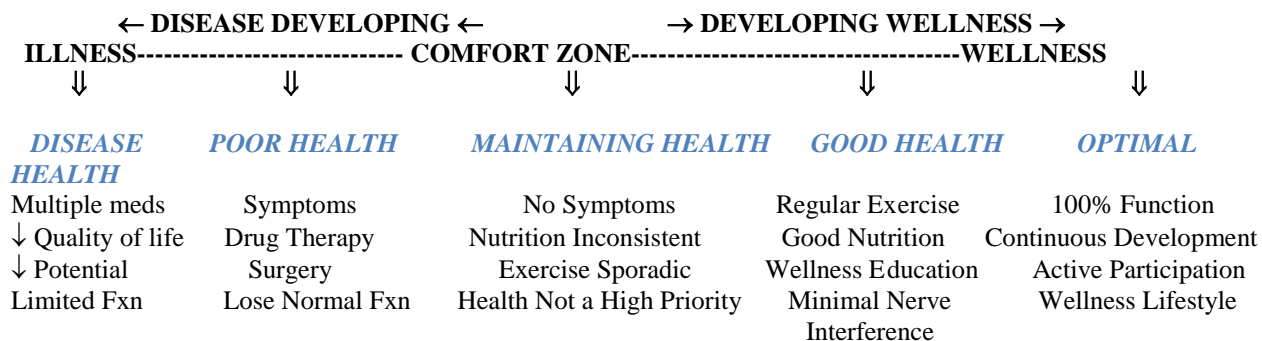 ← DISEASE DEVELOPING ← → DEVELOPING WELLNESS →
ILLNESS--------------------------- COMFORT ZONE---------------------------------WELLNESS
⇓ ⇓ ⇓ ⇓ ⇓
DISEASE POOR HEALTH MAINTAINING HEALTH GOOD HEALTH OPTIMAL
HEALTH
Multiple meds Symptoms No Symptoms Regular Exercise 100% Function
↓ Quality of life Drug Therapy Nutrition Inconsistent Good Nutrition Continuous Development
↓ Potential Surgery Exercise Sporadic Wellness Education Active Participation
Limited Fxn Lose Normal Fxn Health Not a High Priority Minimal Nerve Wellness Lifestyle
Interference